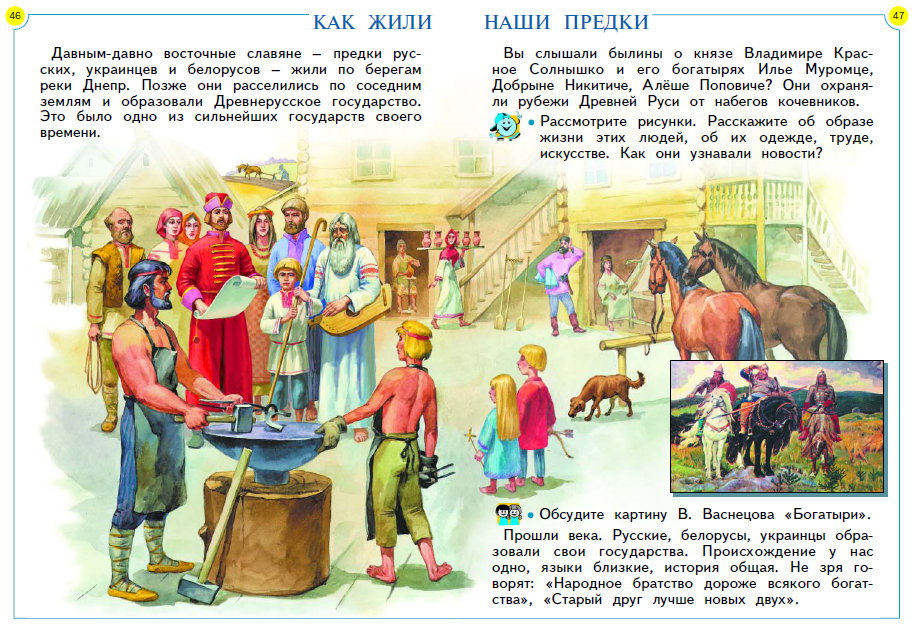 46
КАК ЖИЛИ НАШИ ПРЕДКИ
47
Давным-давно восточные славяне – предки рус-
ских, украинцев и белорусов – жили по берегам
реки Днепр. Позже они расселились по соседним
землям и образовали Древнерусское государство.
Это было одно из сильнейших государств своего
времени.
Вы слышали былины о князе Владимире Крас-
ное Солнышко и его богатырях Илье Муромце,
Добрыне Никитиче, Алёше Поповиче? Они охраня-
ли рубежи Древней Руси от набегов кочевников.
• Рассмотрите рисунки. Расскажите об образе
жизни этих людей, об их одежде, труде,
искусстве. Как они узнавали новости?
• Обсудите картину В. Васнецова «Богатыри».
Прошли века. Русские, белорусы, украинцы обра-
зовали свои государства. Происхождение у нас
одно, языки близкие, история общая. Не зря го-
ворят: «Народное братство дороже всякого богат-
ства», «Старый друг лучше новых двух».